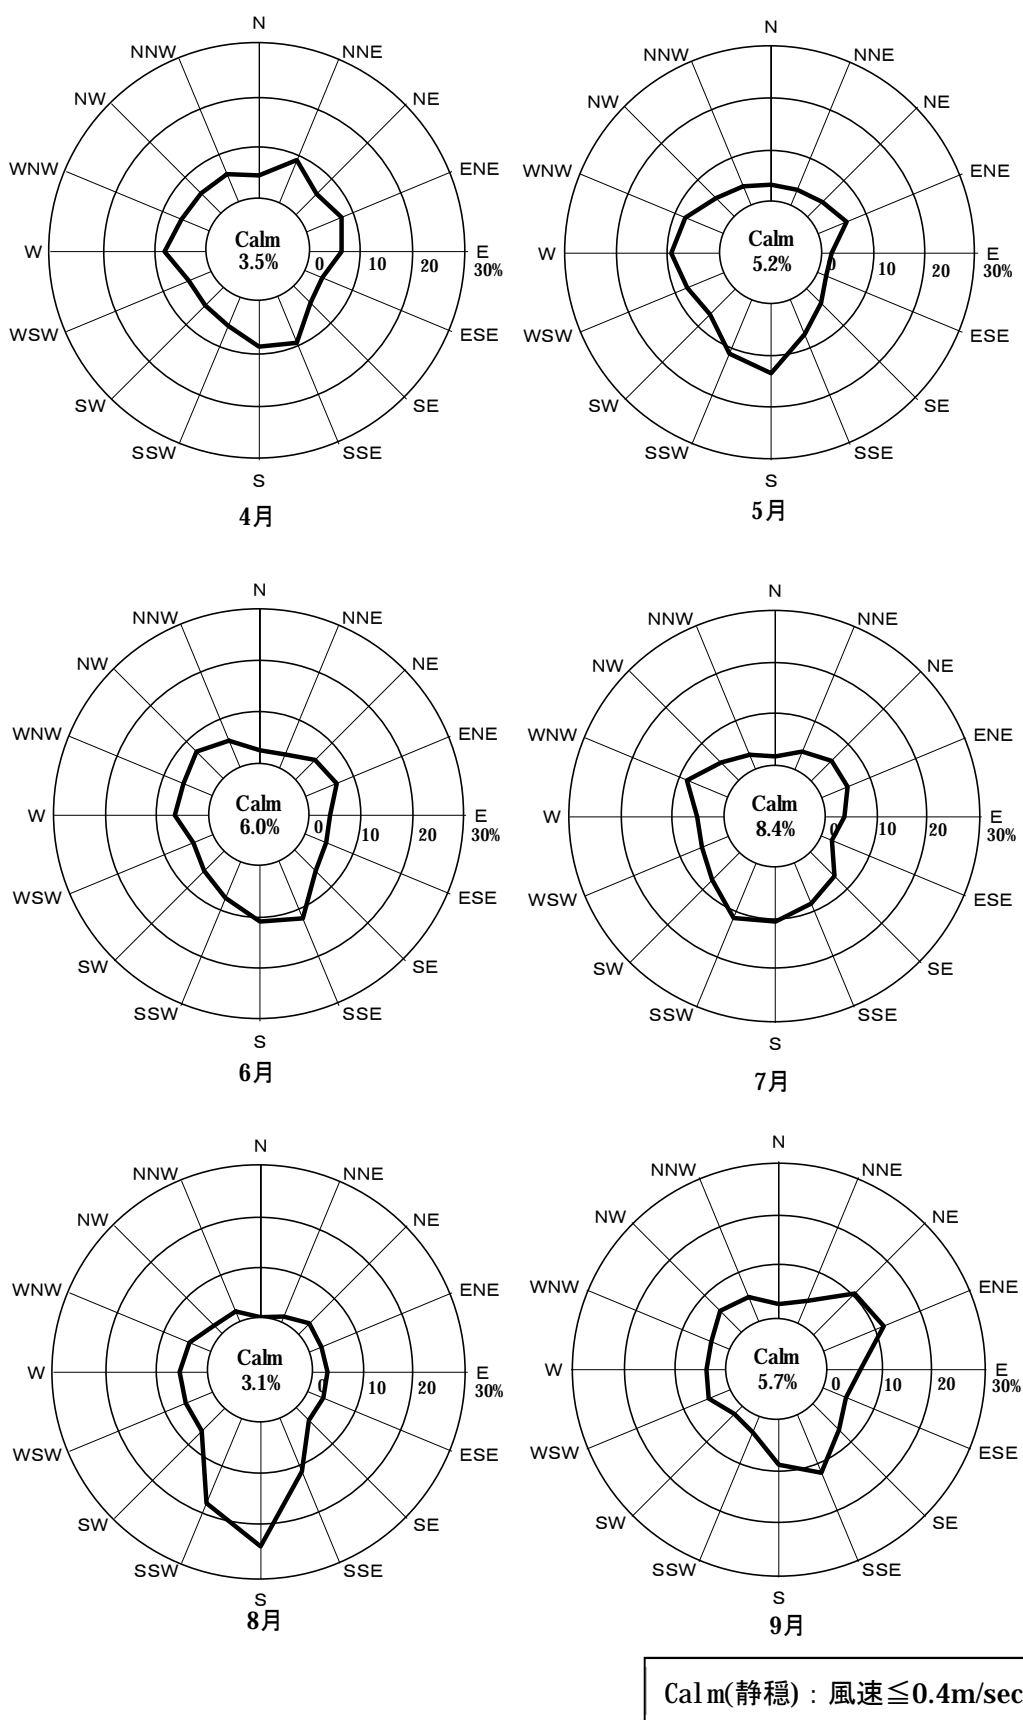 N
NNW
NNE
NW
NE
WNW
ENE
Calm
3.5%
W
0
10
20
E
30%
WSW
ESE
SW
SE
SSW
SSE
S
4月
N
NNW
NNE
NW
NE
WNW
ENE
Calm
5.2%
W
0
10
20
E
30%
WSW
ESE
SW
SE
SSW
SSE
S
5月
N
NNW
NNE
NW
NE
WNW
ENE
Calm
6.0%
W
0
10
20
E
30%
WSW
ESE
SW
SE
SSW
SSE
S
6月
N
NNW
NNE
NW
NE
WNW
ENE
Calm
8.4%
W
0
10
20
E
30%
WSW
ESE
SW
SE
SSW
SSE
S
7月
N
NNW
NNE
NW
NE
WNW
ENE
Calm
3.1%
W
0
10
20
E
30%
WSW
ESE
SW
SE
SSW
SSE
S
8月
N
NNW
NNE
NW
NE
WNW
ENE
Calm
5.7%
W
0
10
20
E
30%
WSW
ESE
SW
SE
SSW
SSE
S
9月
Calm(静穏)：風速≦0.4m/sec